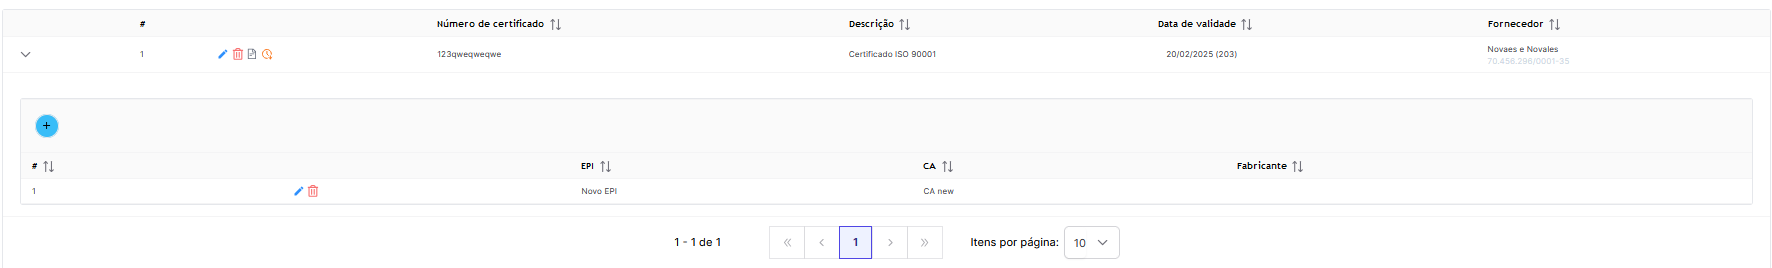 # Número de certificado Descrição Data de validade Fornecedor
1 123qweqweqwe Certificado ISO 90001 20/02/2025 (203) Novaes e Novales
70.456.296/0001-35
+
# EPI CA Fabricante
1 Novo EPI CA new
1 - 1 de 1 « ‹ 1 › » Itens por página: 10